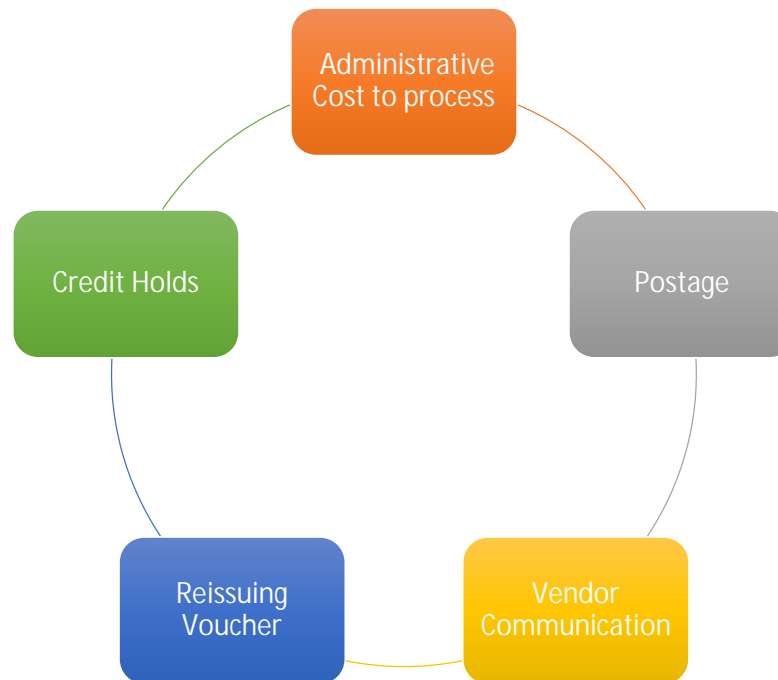 Administrative
Cost to process
Postage
Vendor
Communication
Reissuing
Voucher
Credit Holds